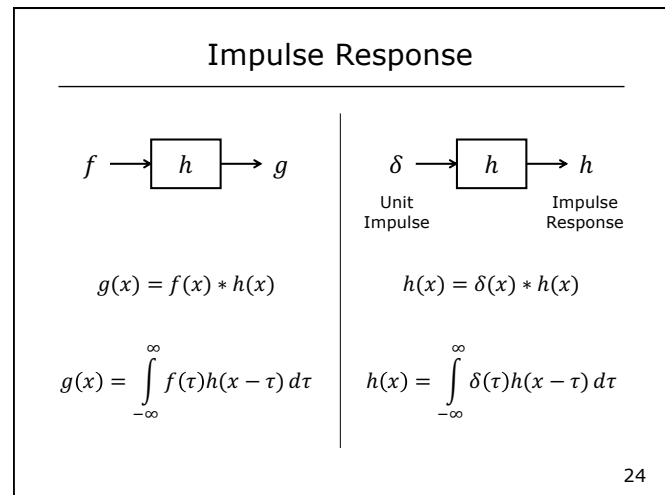 Impulse Response
f → h → g
g(x) = f(x) ∗ h(x)
g(x) = ∫_{−∞}^{∞} f(τ)h(x − τ) dτ
δ → h → h
Unit Impulse
Impulse Response
h(x) = δ(x) ∗ h(x)
h(x) = ∫_{−∞}^{∞} δ(τ)h(x − τ) dτ
24